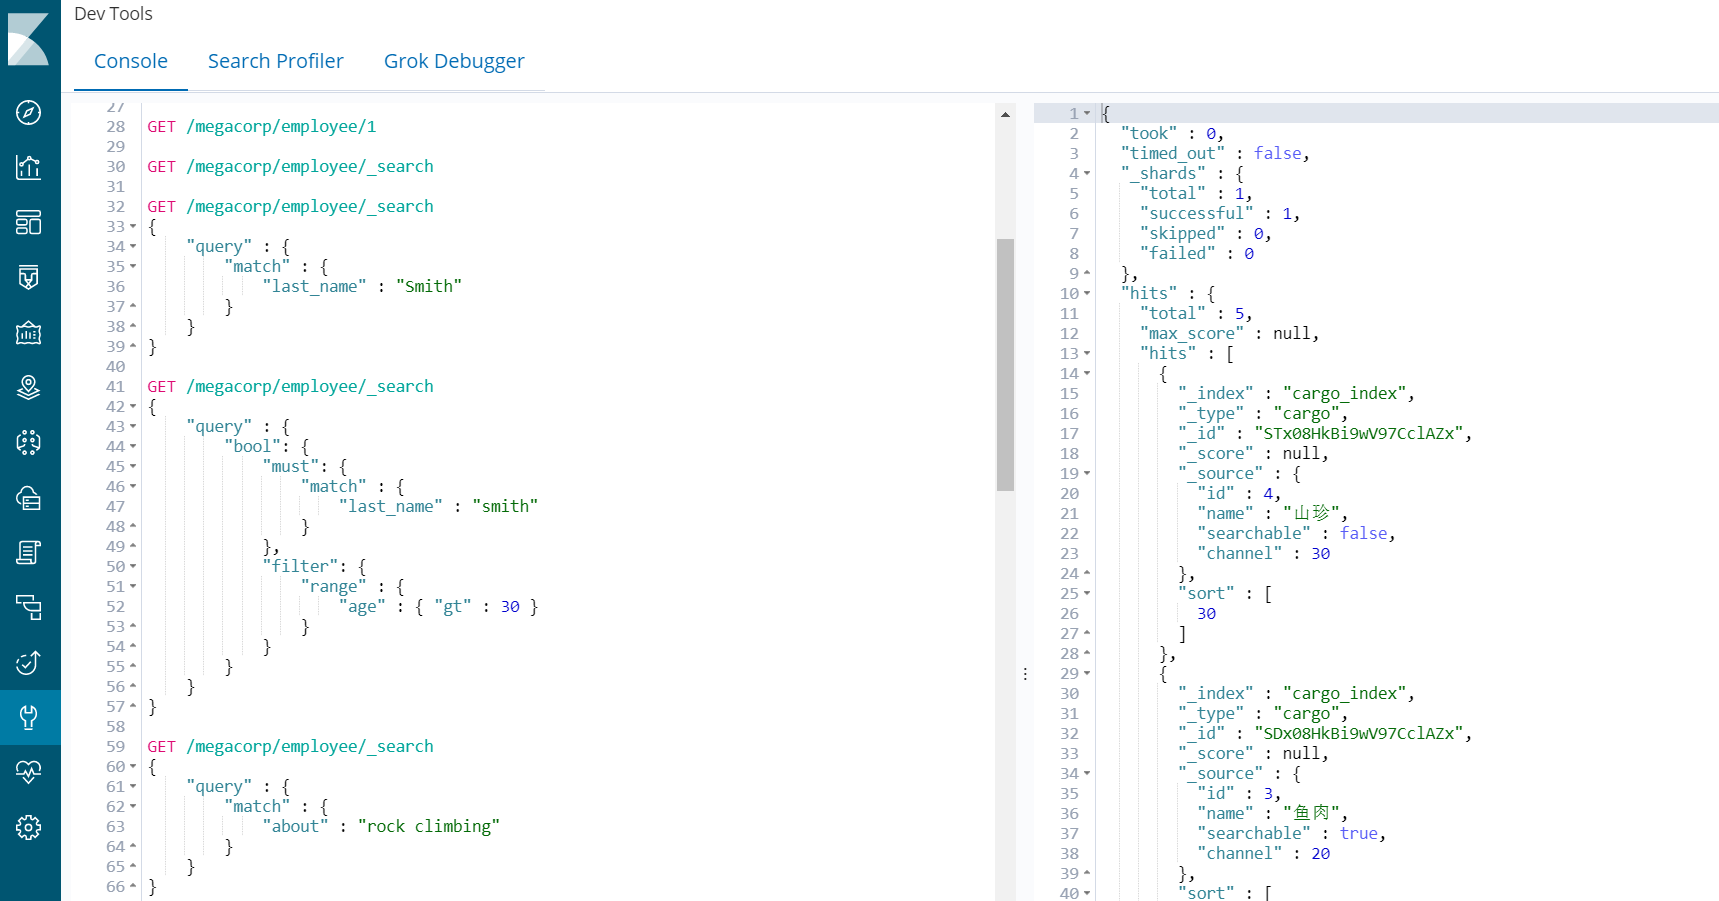 Dev Tools
Console Search Profiler Grok Debugger
27
28 GET /megacorp/employee/1
29
30 GET /megacorp/employee/_search
31
32 GET /megacorp/employee/_search
33 {
34 "query" : {
35 "match" : {
36 "last_name" : "Smith"
37 }
38 }
39 }
40
41 GET /megacorp/employee/_search
42 {
43 "query" : {
44 "bool": {
45 "must": {
46 "match" : {
47 "last_name" : "smith"
48 }
49 },
50 "filter": {
51 "range" : {
52 "age" : { "gt" : 30 }
53 }
54 }
55 }
56 }
57 }
58
59 GET /megacorp/employee/_search
60 {
61 "query" : {
62 "match" : {
63 "about" : "rock climbing"
64 }
65 }
66 }
1 {
2 "took" : 0,
3 "timed_out" : false,
4 "_shards" : {
5 "total" : 1,
6 "successful" : 1,
7 "skipped" : 0,
8 "failed" : 0
9 },
10 "hits" : {
11 "total" : 5,
12 "max_score" : null,
13 "hits" : [
14 {
15 "_index" : "cargo_index",
16 "_type" : "cargo",
17 "_id" : "STx08HkBi9wV97CclAZx",
18 "_score" : null,
19 "_source" : {
20 "id" : 4,
21 "name" : "山珍",
22 "searchable" : false,
23 "channel" : 30
24 },
25 "sort" : [
26 30
27 ]
28 },
29 {
30 "_index" : "cargo_index",
31 "_type" : "cargo",
32 "_id" : "SDx08HkBi9wV97CclAZx",
33 "_score" : null,
34 "_source" : {
35 "id" : 3,
36 "name" : "鱼肉",
37 "searchable" : true,
38 "channel" : 20
39 },
40 "sort" : [